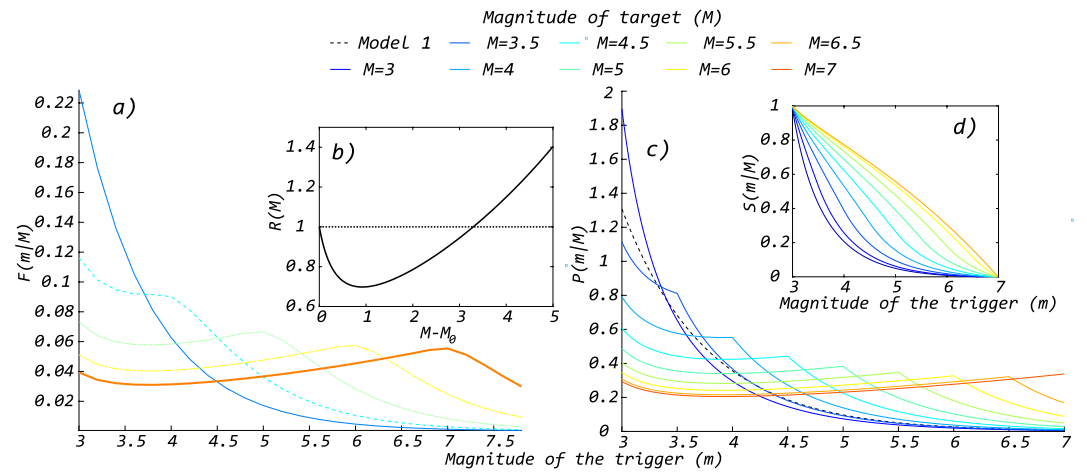 Magnitude of target (M)
Model 1 M=3.5 M=4.5 M=5.5 M=6.5
M=3 M=4 M=5 M=6 M=7
a)
F(m|M)
0.22
0.2
0.18
0.16
0.14
0.12
0.1
0.08
0.06
0.04
0.02
3 3.5 4 4.5 5 5.5 6 6.5 7 7.5
Magnitude of the trigger (m)
b)
R(M)
1.4
1.2
1
0.8
0.6
0 1 2 3 4 5
M-M0
c)
P(m|M)
2
1.8
1.6
1.4
1.2
1
0.8
0.6
0.4
0.2
0
3 3.5 4 4.5 5 5.5 6 6.5 7
Magnitude of the trigger (m)
d)
S(m|M)
1
0.8
0.6
0.4
0.2
0
3 4 5 6 7
Magnitude of the trigger (m)